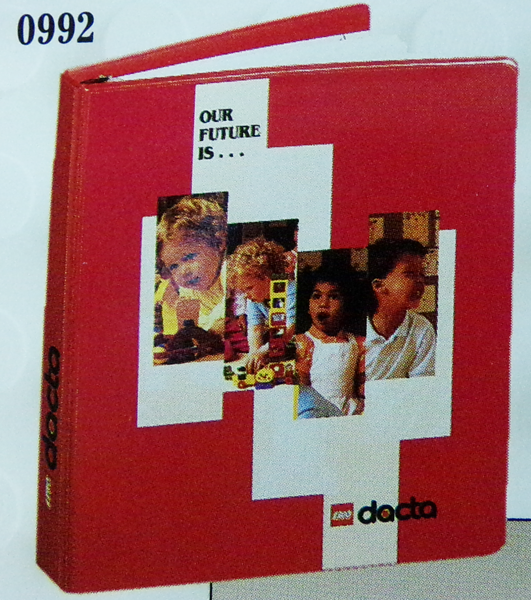 0992
OUR
FUTURE
IS...
LEGO dacta
LEGO dacta